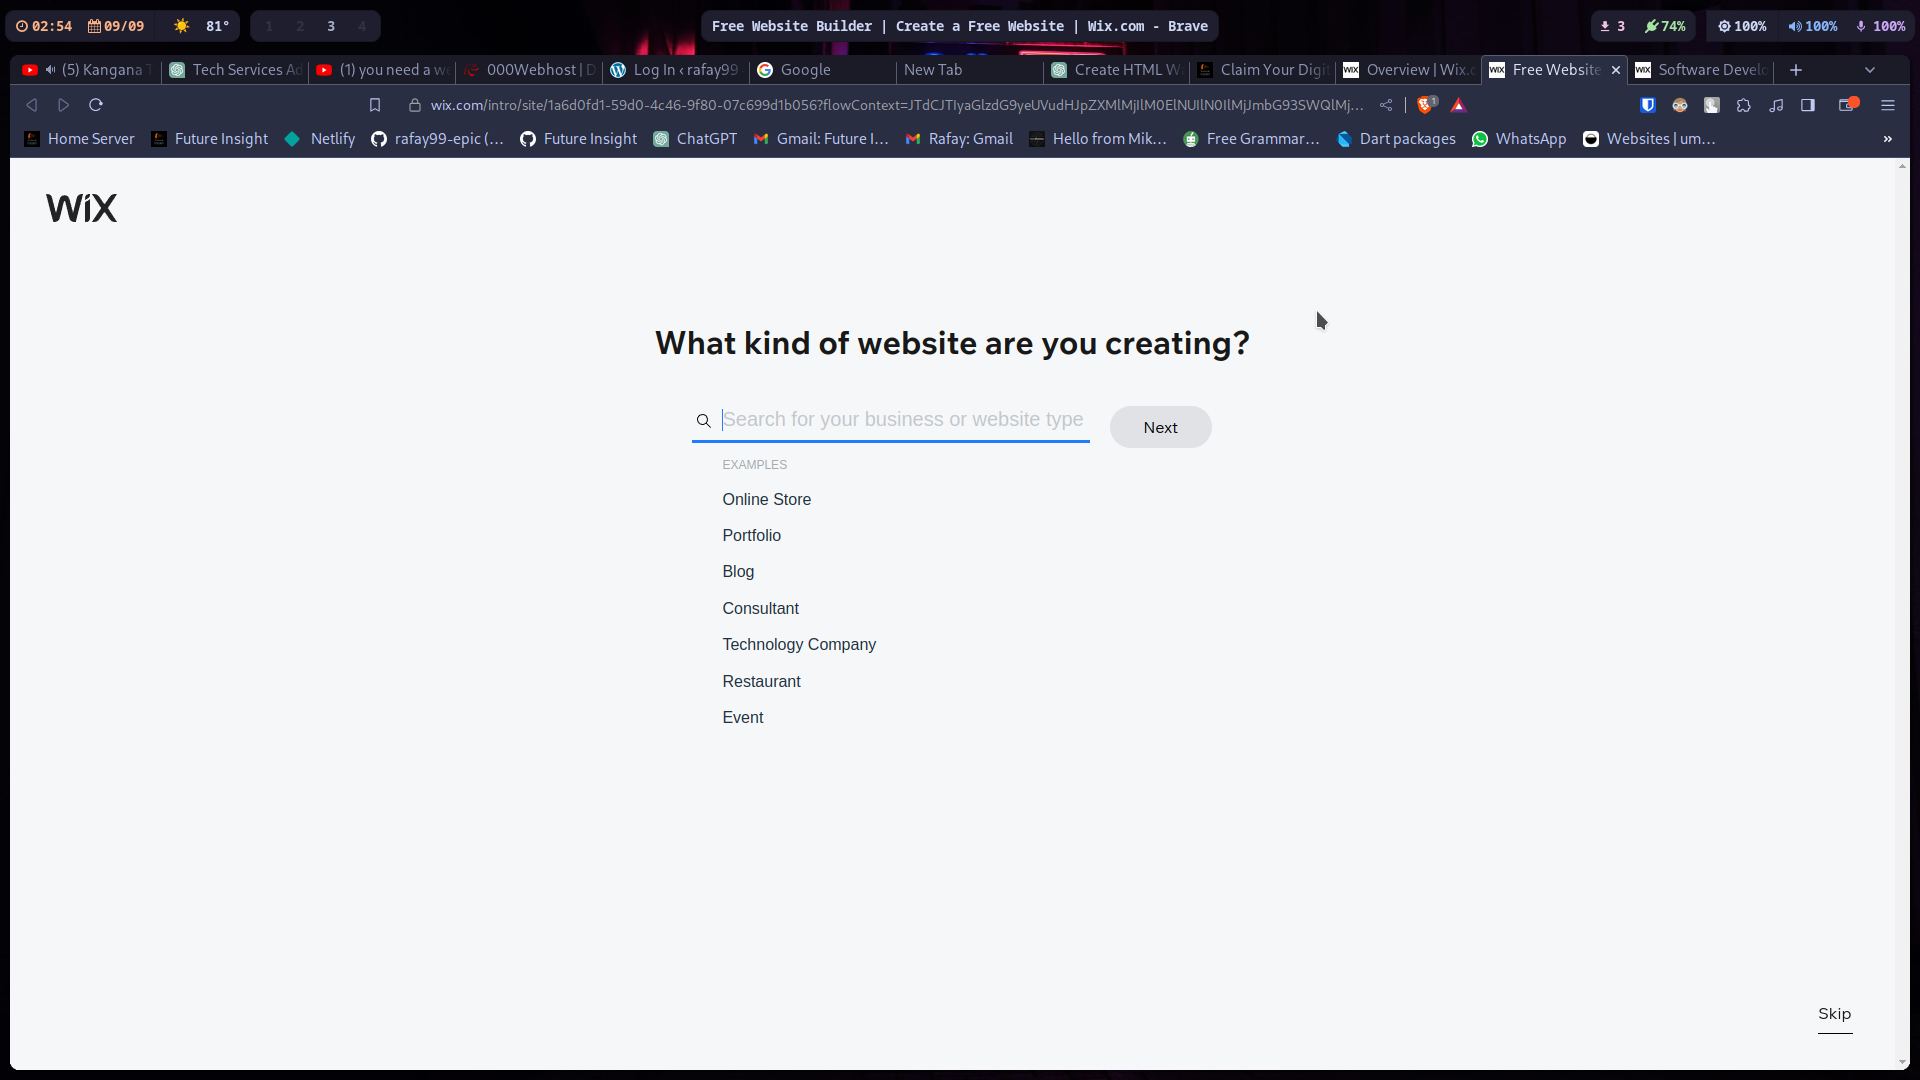 02:54 09/09 81° 1 2 3 4
Free Website Builder | Create a Free Website | Wix.com - Brave
3 74% 100% 100% 100%
(5) Kangana T
Tech Services Ad
(1) you need a we
000Webhost | D
Log In ‹ rafay99
Google
New Tab
Create HTML W
Claim Your Digi
WIX Overview | Wix.c
WIX Free Website
WIX Software Develo
wix.com/intro/site/1a6d0fd1-59d0-4c46-9f80-07c699d1b056?flowContext=JTdCJTIyaGlzdG9yeUVudHJpZXMlMjIlM0ElNUIlN0IlMjJmbG93SWQlMj...
1
Home Server
Future Insight
Netlify
rafay99-epic (...
Future Insight
ChatGPT
Gmail: Future I...
Rafay: Gmail
Hello from Mik...
Free Grammar...
Dart packages
WhatsApp
Websites | um...
»
WiX
What kind of website are you creating?
Search for your business or website type
Next
EXAMPLES
Online Store
Portfolio
Blog
Consultant
Technology Company
Restaurant
Event
Skip